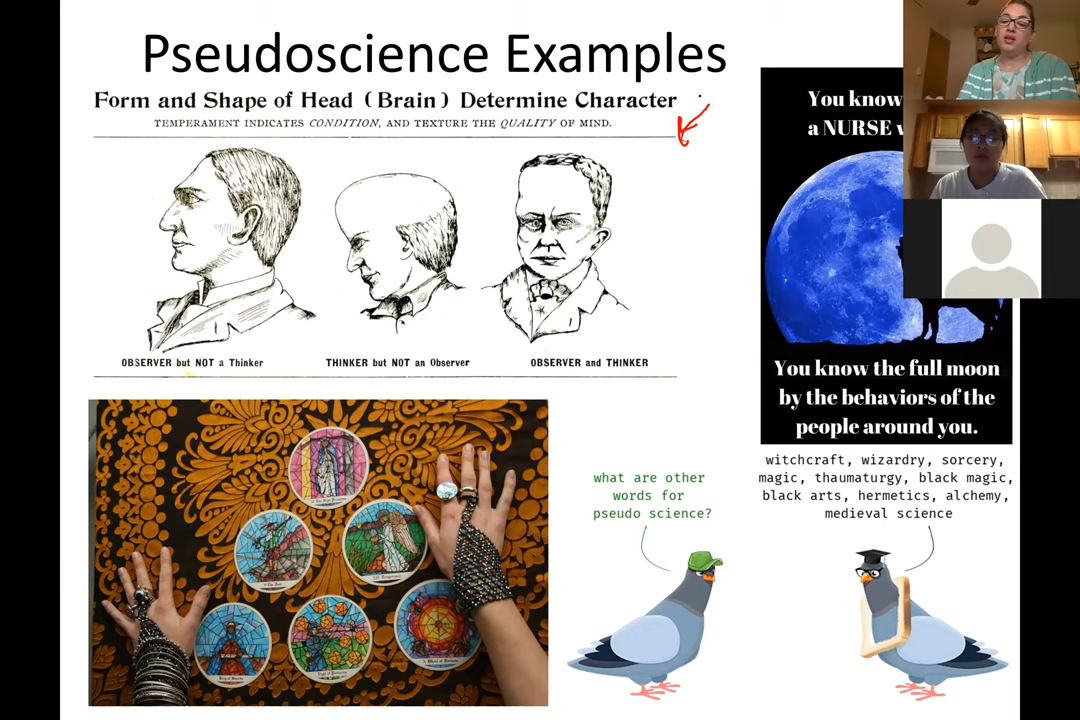 Pseudoscience Examples
Form and Shape of Head (Brain) Determine Character
TEMPERAMENT INDICATES CONDITION, AND TEXTURE THE QUALITY OF MIND.
OBSERVER but NOT a Thinker
THINKER but NOT an Observer
OBSERVER and THINKER
You know
a NURSE
You know the full moon
by the behaviors of the
people around you.
what are other
words for
pseudo science?
witchcraft, wizardry, sorcery,
magic, thaumaturgy, black magic,
black arts, hermetics, alchemy,
medieval science